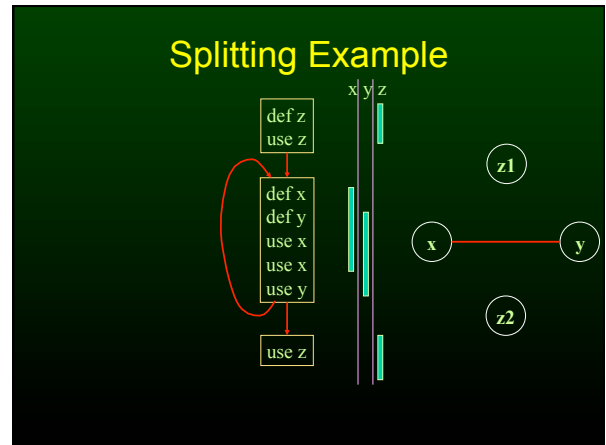 Splitting Example
x y z
def z
use z
def x
def y
use x
use x
use y
use z
z1
x
y
z2